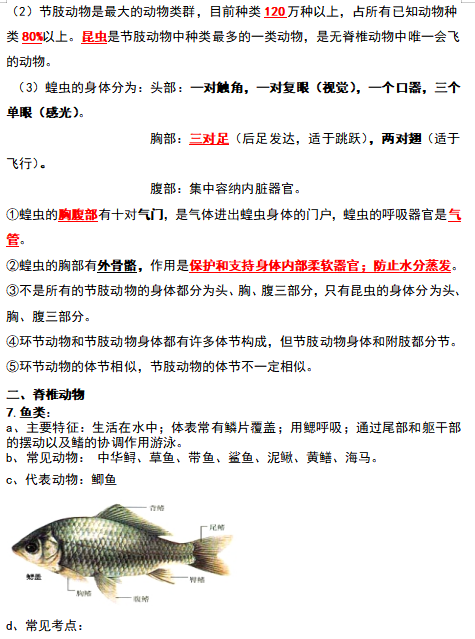 （2）节肢动物是最大的动物类群，目前种类 120 万种以上，占所有已知动物种
类 80%以上。昆虫是节肢动物中种类最多的一类动物，是无脊椎动物中唯一会飞
的动物。
（3）蝗虫的身体分为：头部：一对触角，一对复眼（视觉），一个口器，三个
单眼（感光）。
胸部：三对足（后足发达，适于跳跃），两对翅（适于
飞行）。
腹部：集中容纳内脏器官。
①蝗虫的胸腹部有十对气门，是气体进出蝗虫身体的门户，蝗虫的呼吸器官是气
管。
②蝗虫的胸部有外骨骼，作用是保护和支持身体内部柔软器官；防止水分蒸发。
③不是所有的节肢动物的身体都分为头、胸、腹三部分，只有昆虫的身体分为头、
胸、腹三部分。
④环节动物和节肢动物身体都有许多体节构成，但节肢动物身体和附肢都分节。
⑤环节动物的体节相似，节肢动物的体节不一定相似。
二、脊椎动物
7.鱼类：
a、主要特征：生活在水中；体表常有鳞片覆盖；用鳃呼吸；通过尾部和躯干部
的摆动以及鳍的协调作用游泳。
b、常见动物： 中华鲟、草鱼、带鱼、鲨鱼、泥鳅、黄鳝、海马。
c、代表动物：鲫鱼
背鳍
尾鳍
鳃盖
臀鳍
胸鳍
腹鳍
d、常见考点：